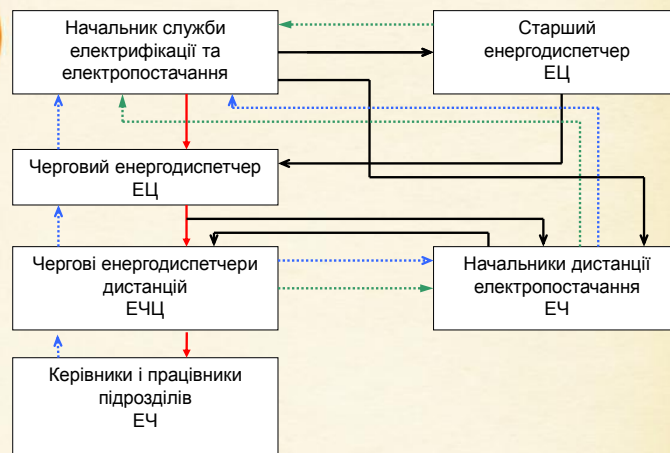 Начальник служби
електрифікації та
електропостачання
Старший
енергодиспетчер
ЕЦ
Черговий енергодиспетчер
ЕЦ
Чергові енергодиспетчери
дистанцій
ЕЧЦ
Начальники дистанції
електропостачання
ЕЧ
Керівники і працівники
підрозділів
ЕЧ